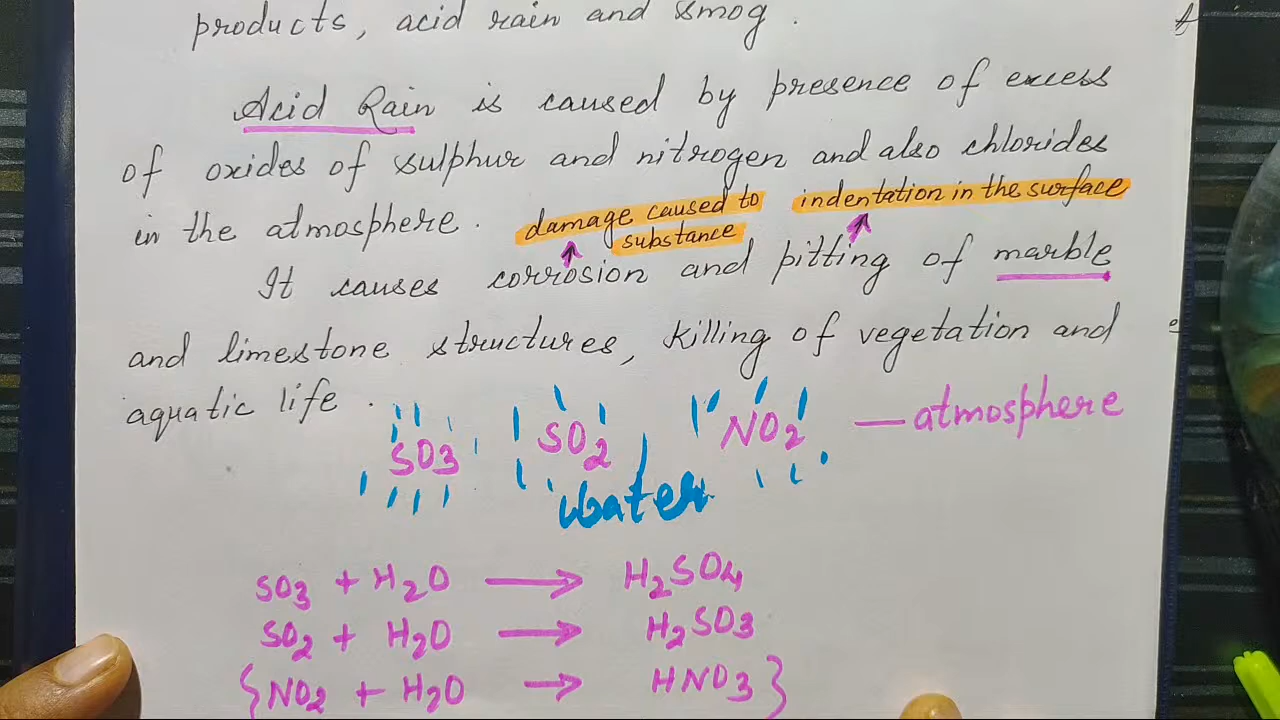 products, acid rain and smog .
Acid Rain is caused by presence of excess
of oxides of sulphur and nitrogen and also chlorides
in the atmosphere . damage caused to substance indentation in the surface
It causes corrosion and pitting of marble
and limestone structures, killing of vegetation and
aquatic life .
SO3 SO2 NO2 — atmosphere
water
SO3 + H2O → H2SO4
SO2 + H2O → H2SO3
{NO2 + H2O → HNO3}